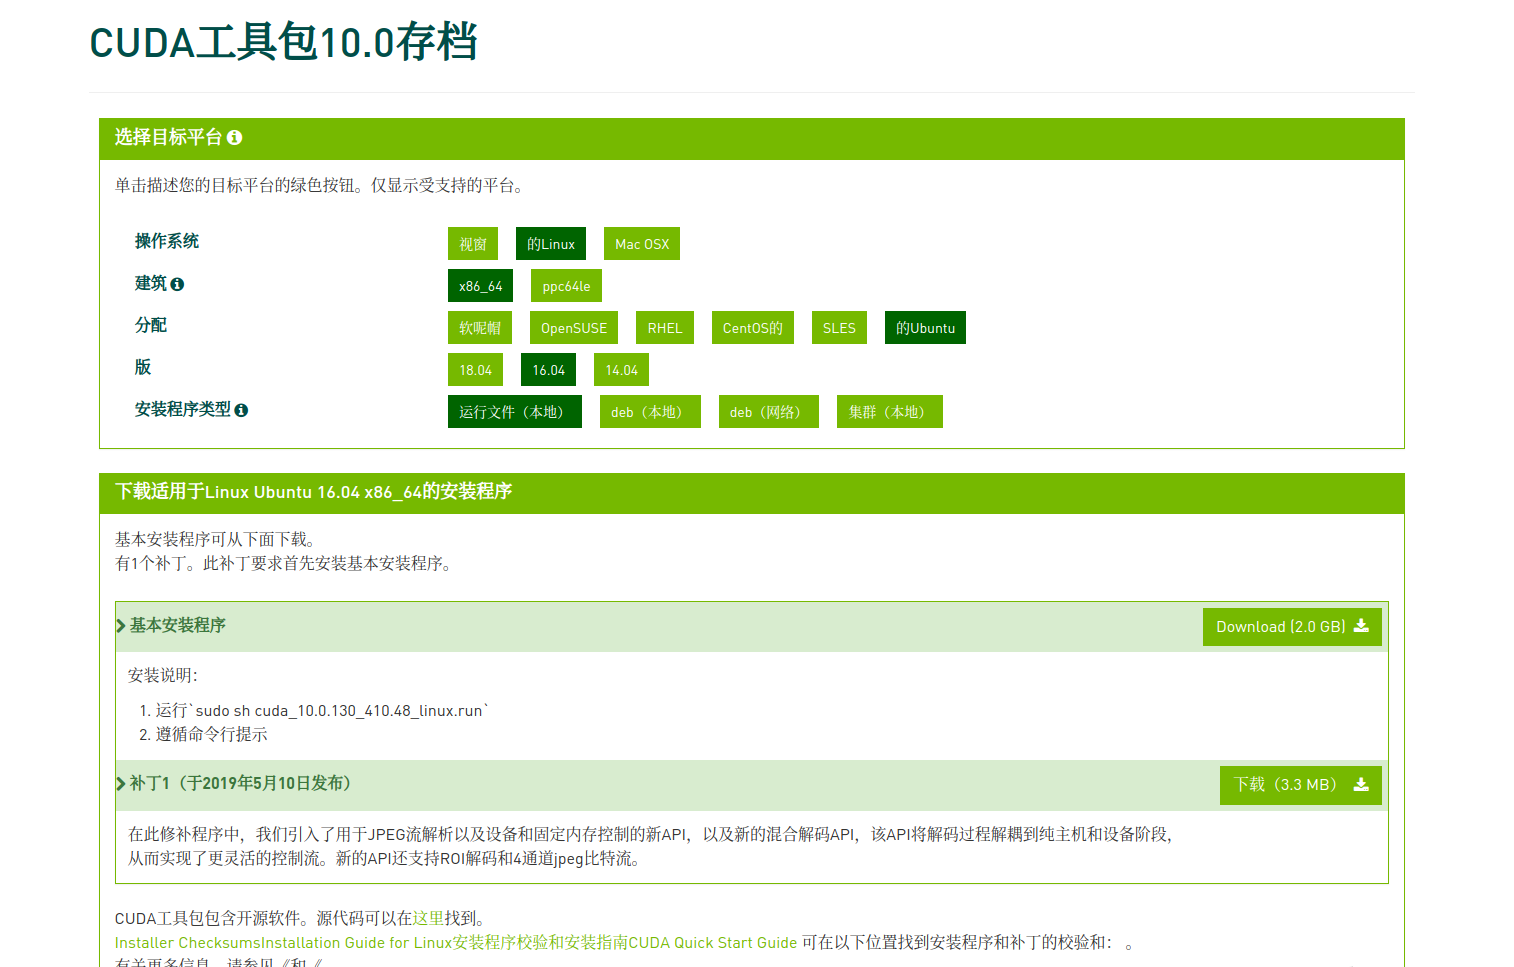 CUDA工具包10.0存档
选择目标平台
单击描述您的目标平台的绿色按钮。仅显示受支持的平台。
操作系统 视窗 的Linux Mac OSX
建筑 x86_64 ppc64le
分配 软呢帽 OpenSUSE RHEL CentOS的 SLES 的Ubuntu
版 18.04 16.04 14.04
安装程序类型 运行文件（本地） deb（本地） deb（网络） 集群（本地）
下载适用于Linux Ubuntu 16.04 x86_64的安装程序
基本安装程序可从下面下载。
有1个补丁。此补丁要求首先安装基本安装程序。
基本安装程序 Download (2.0 GB)
安装说明：
1. 运行`sudo sh cuda_10.0.130_410.48_linux.run`
2. 遵循命令行提示
补丁1（于2019年5月10日发布） 下载（3.3 MB）
在此修补程序中，我们引入了用于JPEG流解析以及设备和固定内存控制的新API，以及新的混合解码API，该API将解码过程解耦到纯主机和设备阶段，
从而实现了更灵活的控制流。新的API还支持ROI解码和4通道jpeg比特流。
CUDA工具包包含开源软件。源代码可以在这里找到。
Installer ChecksumsInstallation Guide for Linux安装程序校验和安装指南CUDA Quick Start Guide 可在以下位置找到安装程序和补丁的校验和： 。
有关更多信息，请参见《和《